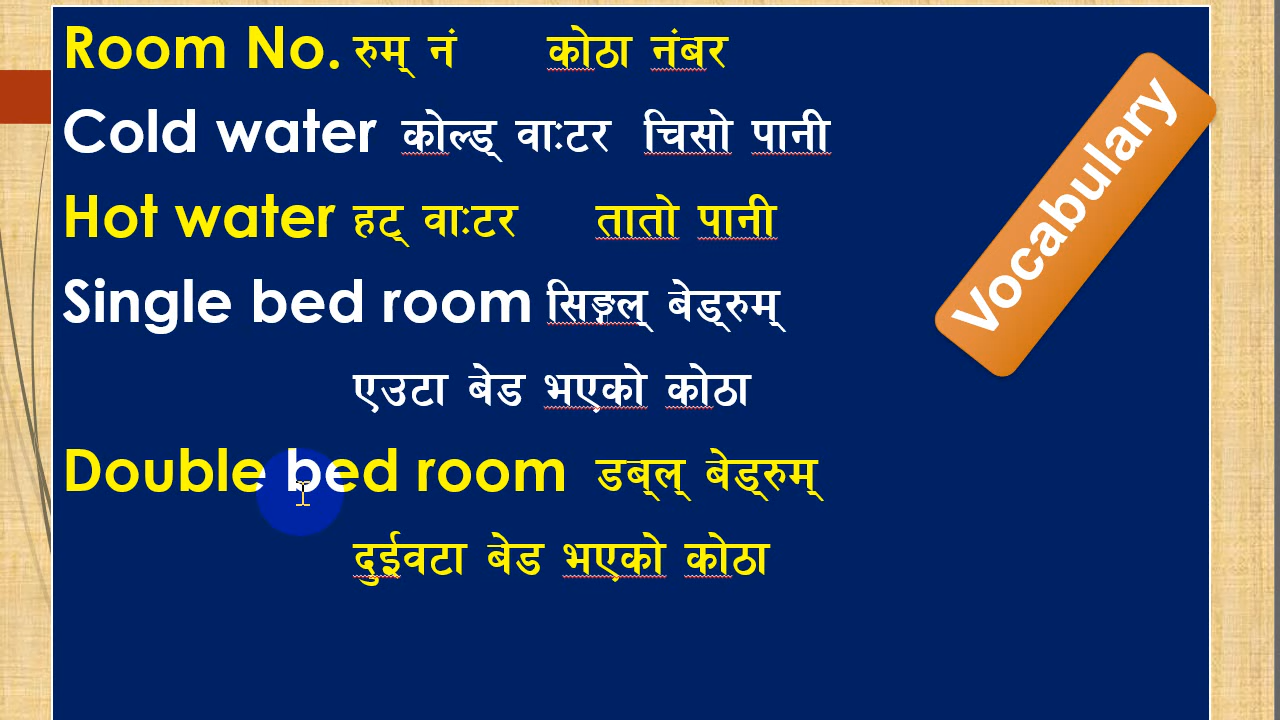 Room No. रुम् नं कोठा नंबर
Cold water कोल्ड् वाःटर चिसो पानी
Hot water हट् वाःटर तातो पानी
Single bed room सिङ्गल् बेड्रुम्
एउटा बेड भएको कोठा
Double bed room डब्ल् बेड्रुम्
दुईवटा बेड भएको कोठा
Vocabulary